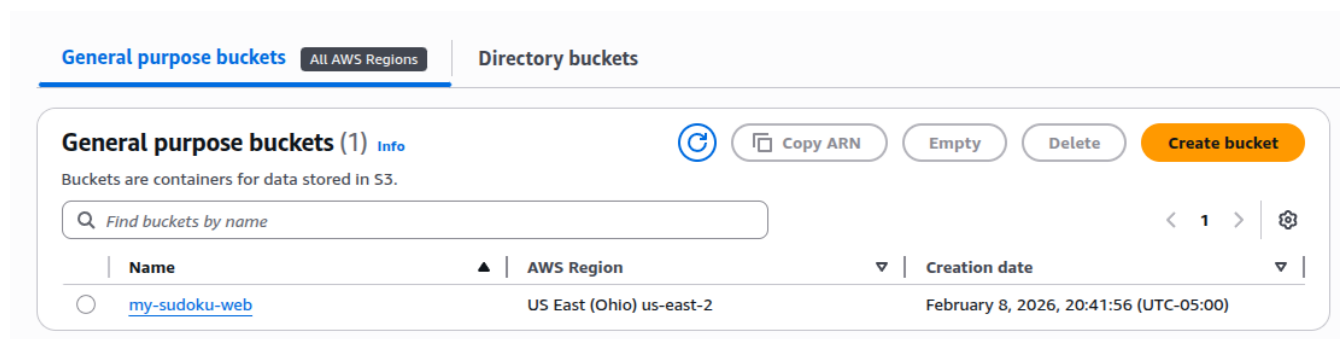 General purpose buckets All AWS Regions Directory buckets
General purpose buckets (1) Info Copy ARN Empty Delete Create bucket
Buckets are containers for data stored in S3.
Find buckets by name 1
Name AWS Region Creation date
my-sudoku-web US East (Ohio) us-east-2 February 8, 2026, 20:41:56 (UTC-05:00)